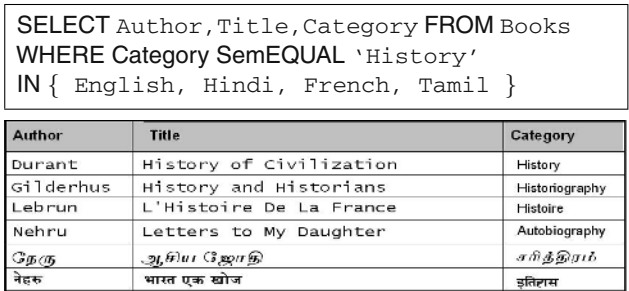 SELECT Author,Title,Category FROM Books
WHERE Category SemEQUAL ‘History’
IN { English, Hindi, French, Tamil }
Author Title Category
Durant History of Civilization History
Gilderhus History and Historians Historiography
Lebrun L'Histoire De La France Histoire
Nehru Letters to My Daughter Autobiography
நேரு ஆசிய ஜோதி சரித்திரம்
नेहरु भारत एक खोज इतिहास